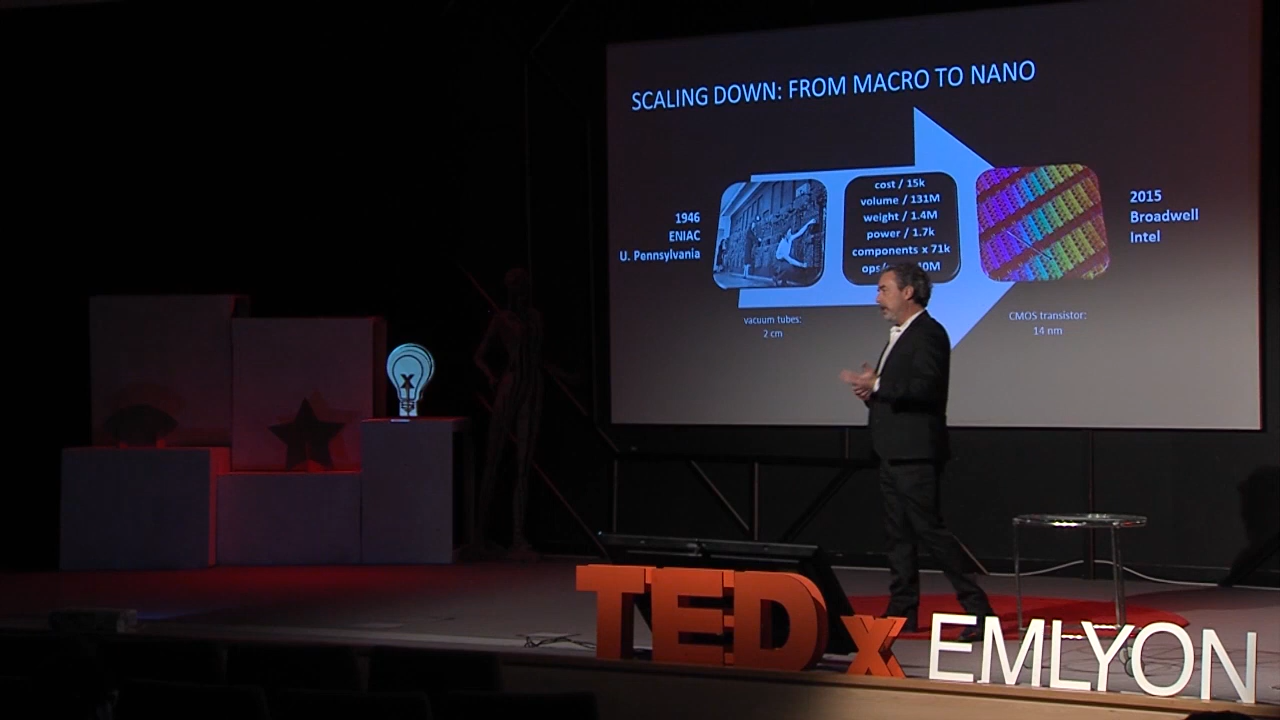 SCALING DOWN: FROM MACRO TO NANO
1946
ENIAC
U. Pennsylvania
cost / 15k
volume / 131M
weight / 1.4M
power / 1.7k
components x 71k
2015
Broadwell
Intel
vacuum tubes:
2 cm
CMOS transistor:
14 nm
X
TEDx EMLYON